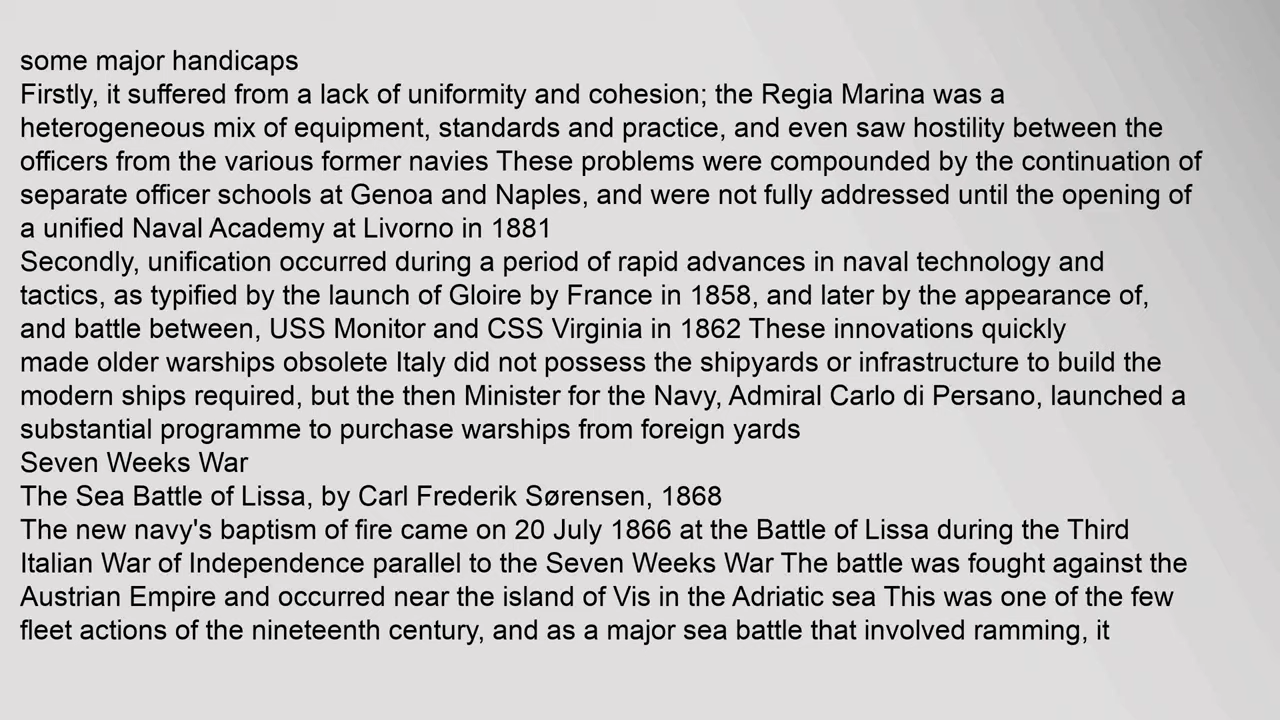 some major handicaps
Firstly, it suffered from a lack of uniformity and cohesion; the Regia Marina was a
heterogeneous mix of equipment, standards and practice, and even saw hostility between the
officers from the various former navies These problems were compounded by the continuation of
separate officer schools at Genoa and Naples, and were not fully addressed until the opening of
a unified Naval Academy at Livorno in 1881
Secondly, unification occurred during a period of rapid advances in naval technology and
tactics, as typified by the launch of Gloire by France in 1858, and later by the appearance of,
and battle between, USS Monitor and CSS Virginia in 1862 These innovations quickly
made older warships obsolete Italy did not possess the shipyards or infrastructure to build the
modern ships required, but the then Minister for the Navy, Admiral Carlo di Persano, launched a
substantial programme to purchase warships from foreign yards
Seven Weeks War
The Sea Battle of Lissa, by Carl Frederik Sørensen, 1868
The new navy's baptism of fire came on 20 July 1866 at the Battle of Lissa during the Third
Italian War of Independence parallel to the Seven Weeks War The battle was fought against the
Austrian Empire and occurred near the island of Vis in the Adriatic sea This was one of the few
fleet actions of the nineteenth century, and as a major sea battle that involved ramming, it